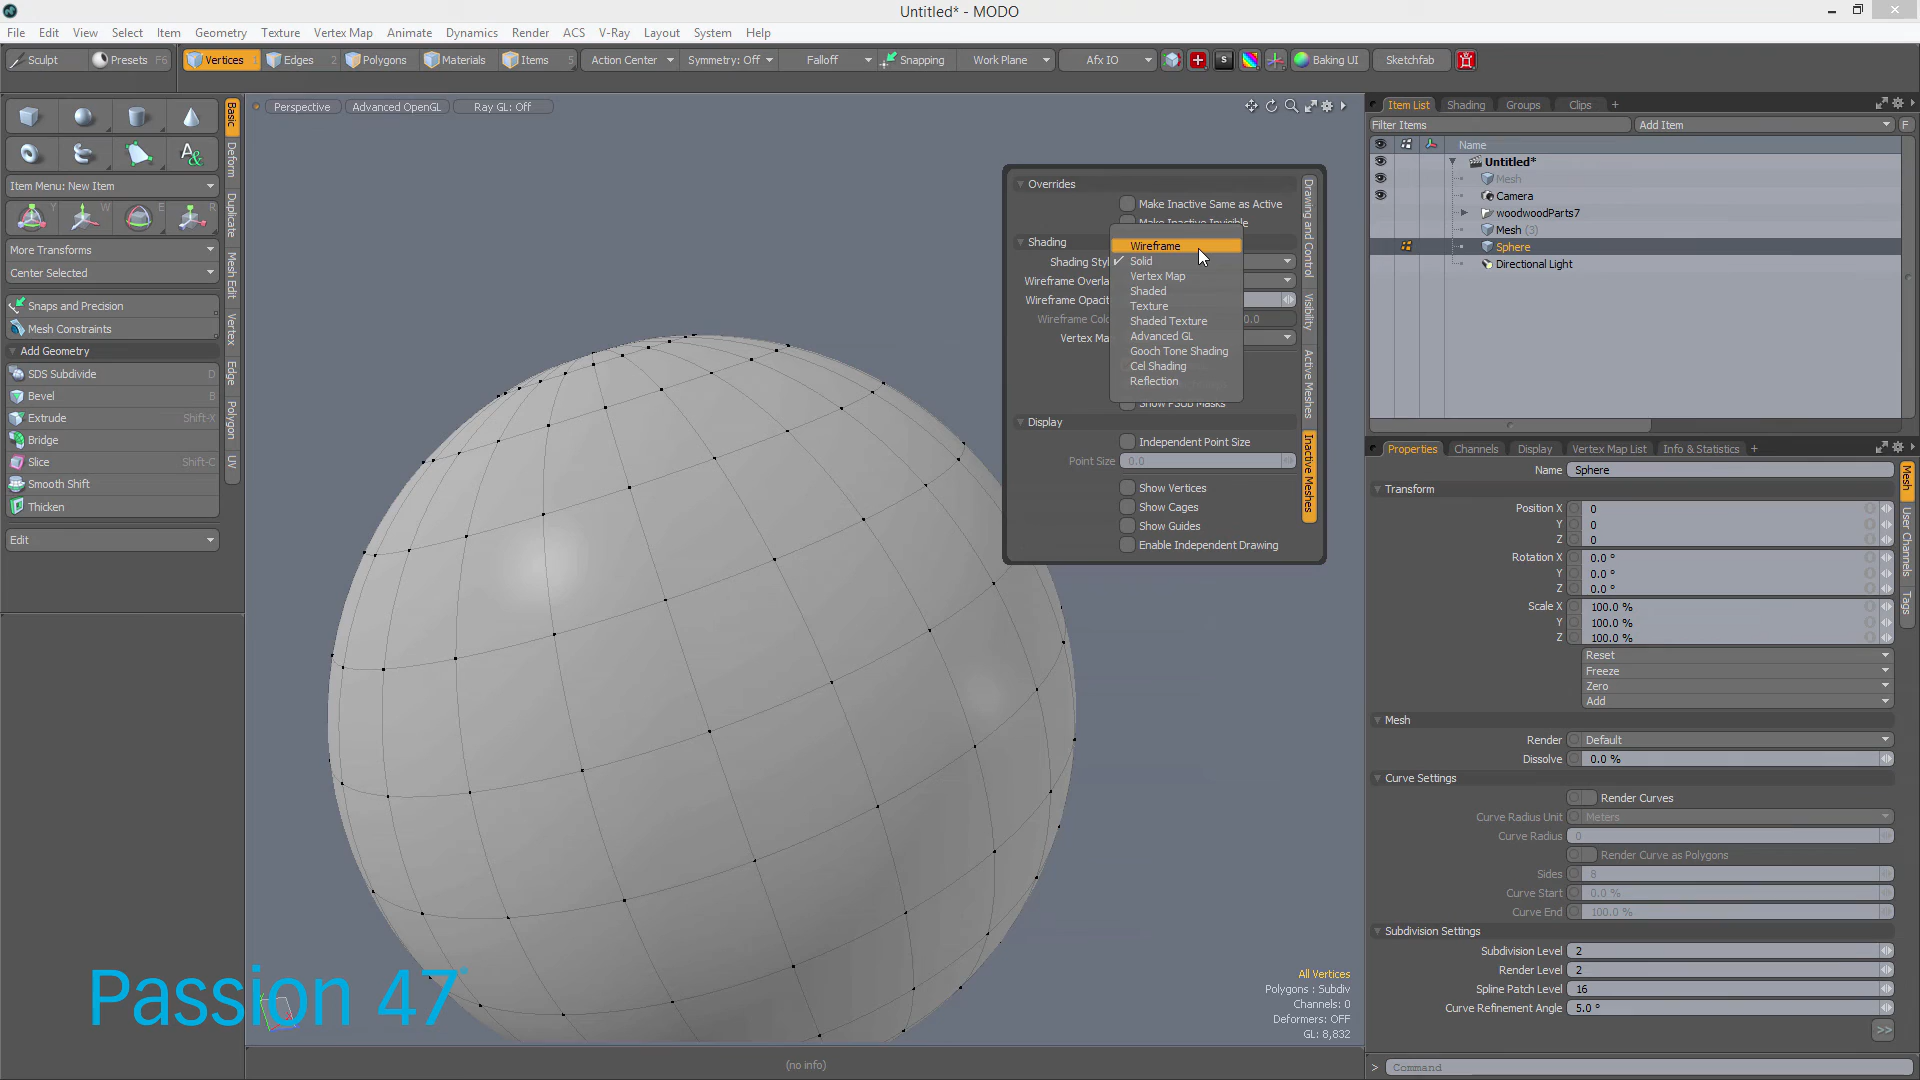 Untitled* - MODO
File Edit View Select Item Geometry Texture Vertex Map Animate Dynamics Render ACS V-Ray Layout System Help
Sculpt Presets F6 Vertices 1 Edges 2 Polygons Materials Items 5 Action Center Symmetry: Off Falloff Snapping Work Plane Afx IO S Baking UI Sketchfab
Perspective Advanced OpenGL Ray GL: Off
Item Menu: New Item
Y W E R
More Transforms
Center Selected
Snaps and Precision
Mesh Constraints
Add Geometry
SDS Subdivide D
Bevel B
Extrude Shift-X
Bridge
Slice Shift-C
Smooth Shift
Thicken
Edit
Basic
Deform
Duplicate
Mesh Edit
Vertex
Edge
Polygon
UV
Overrides
Make Inactive Same as Active
Make Inactive Invisible
Shading
Shading Styl
Wireframe Overla
Wireframe Opacit
Wireframe Colo 0.0
Vertex Ma
Wireframe
Solid
Vertex Map
Shaded
Texture
Shaded Texture
Advanced GL
Gooch Tone Shading
Cel Shading
Reflection
Show PSUB Masks
Display
Independent Point Size
Point Size 0.0
Show Vertices
Show Cages
Show Guides
Enable Independent Drawing
Drawing and Control
Visibility
Active Meshes
Inactive Meshes
All Vertices
Polygons : Subdiv
Channels: 0
Deformers: OFF
GL: 8,832
Passion 47
(no info)
Item List Shading Groups Clips +
Filter Items Add Item F
Name
Untitled*
Mesh
Camera
woodwoodParts7
Mesh (3)
Sphere
Directional Light
Properties Channels Display Vertex Map List Info & Statistics +
Name Sphere
Transform
Position X 0
Y 0
Z 0
Rotation X 0.0 °
Y 0.0 °
Z 0.0 °
Scale X 100.0 %
Y 100.0 %
Z 100.0 %
Reset
Freeze
Zero
Add
Mesh
Render Default
Dissolve 0.0 %
Curve Settings
Render Curves
Curve Radius Unit Meters
Curve Radius 0
Render Curve as Polygons
Sides 8
Curve Start 0.0 %
Curve End 100.0 %
Subdivision Settings
Subdivision Level 2
Render Level 2
Spline Patch Level 16
Curve Refinement Angle 5.0 °
>>
> Command
Mesh
User Channels
Tags